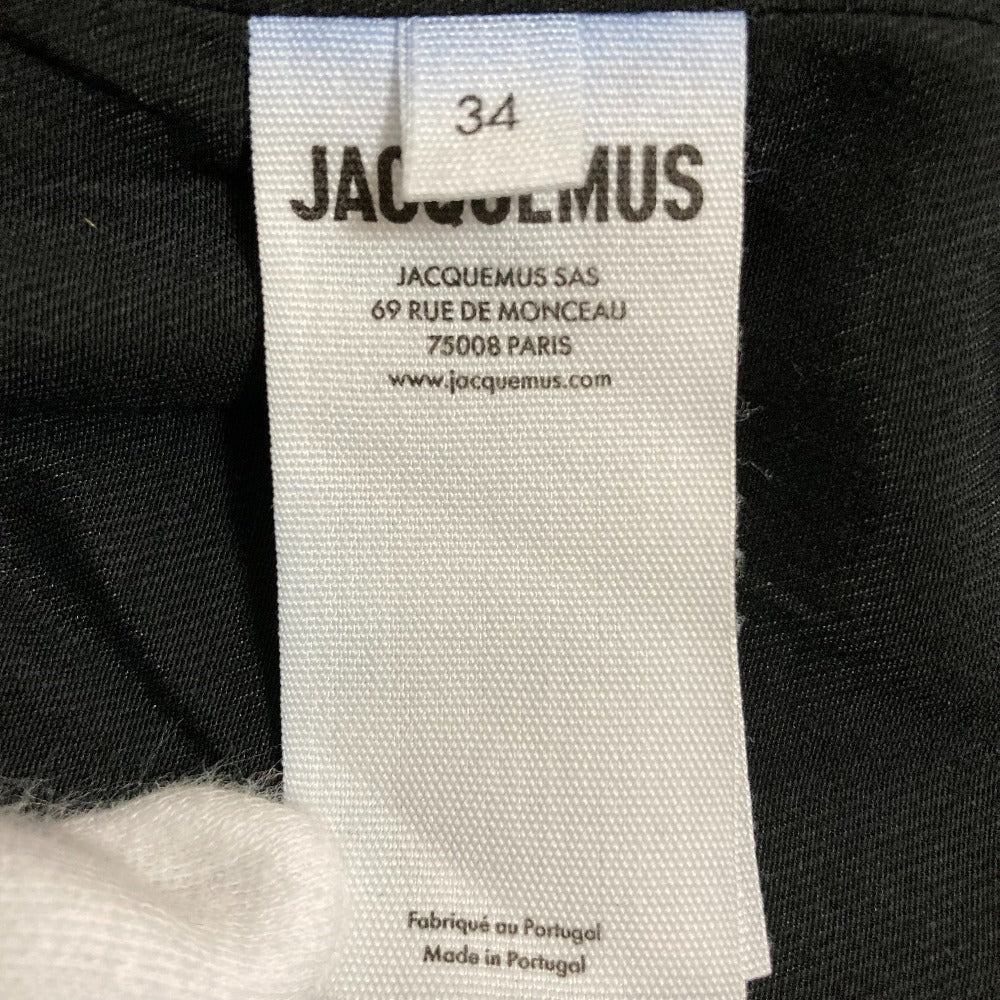 34
JACQUEMUS
JACQUEMUS SAS
69 RUE DE MONCEAU
75008 PARIS
www.jacquemus.com
Fabriqué au Portugal
Made in Portugal